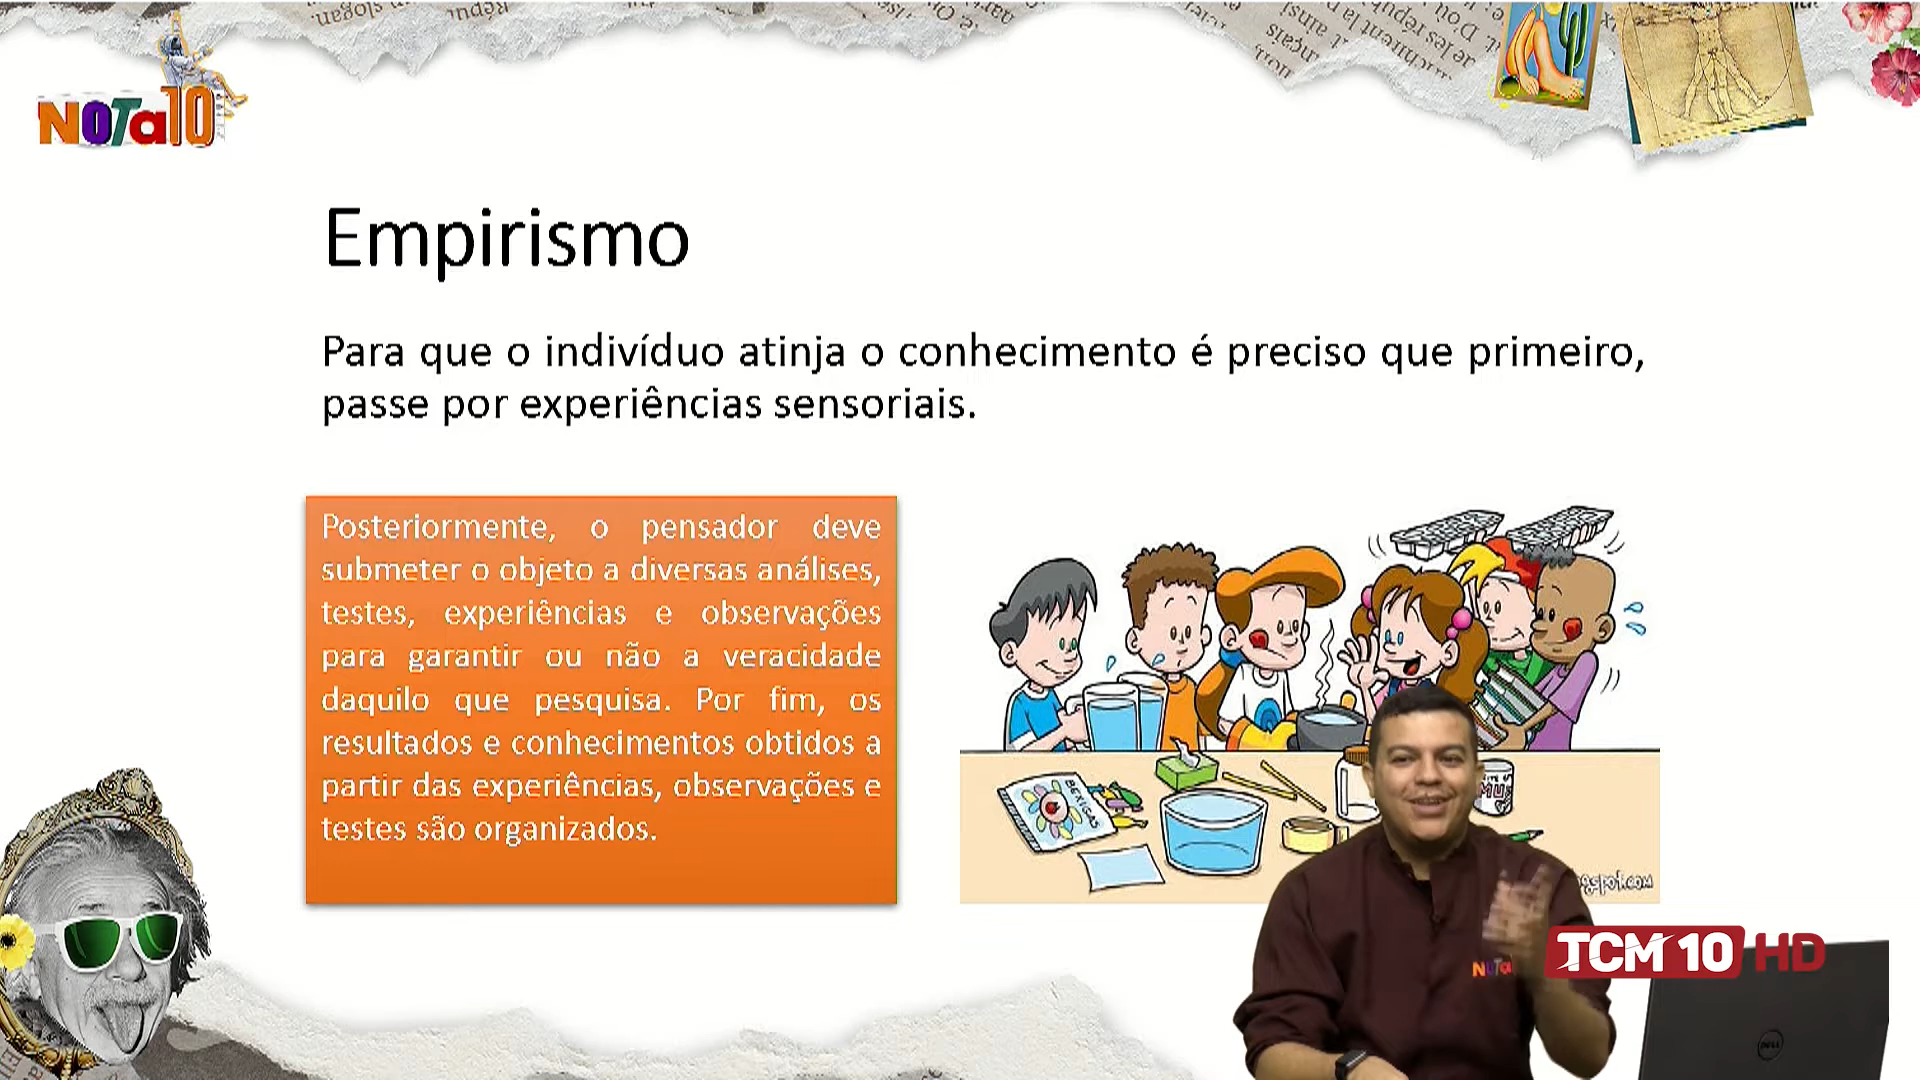 NOTa10
Empirismo
Para que o indivíduo atinja o conhecimento é preciso que primeiro,
passe por experiências sensoriais.
Posteriormente, o pensador deve
submeter o objeto a diversas análises,
testes, experiências e observações
para garantir ou não a veracidade
daquilo que pesquisa. Por fim, os
resultados e conhecimentos obtidos a
partir das experiências, observações e
testes são organizados.
BEXIGAS
TCM 10 HD
DELL